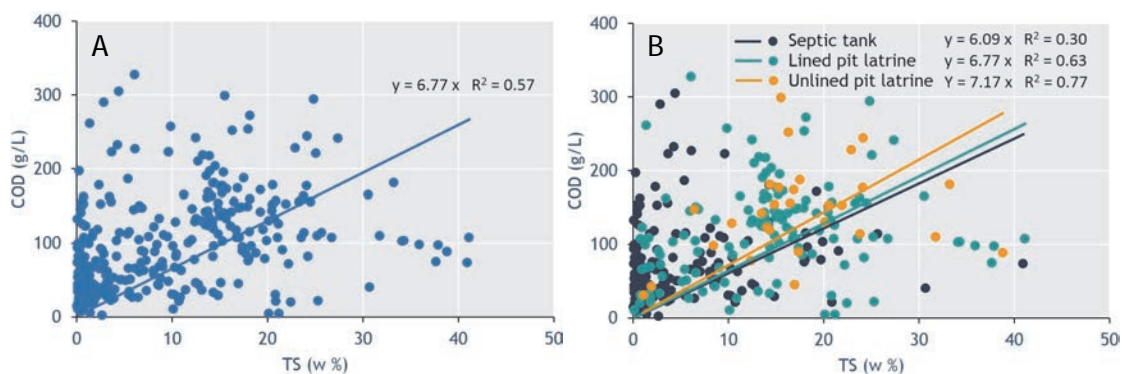 A
COD (g/L)
400
300
200
100
0
y = 6.77 x R² = 0.57
0 10 20 30 40 50
TS (w %)
B
COD (g/L)
400
300
200
100
0
Septic tank y = 6.09 x R² = 0.30
Lined pit latrine y = 6.77 x R² = 0.63
Unlined pit latrine Y = 7.17 x R² = 0.77
0 10 20 30 40 50
TS (w %)